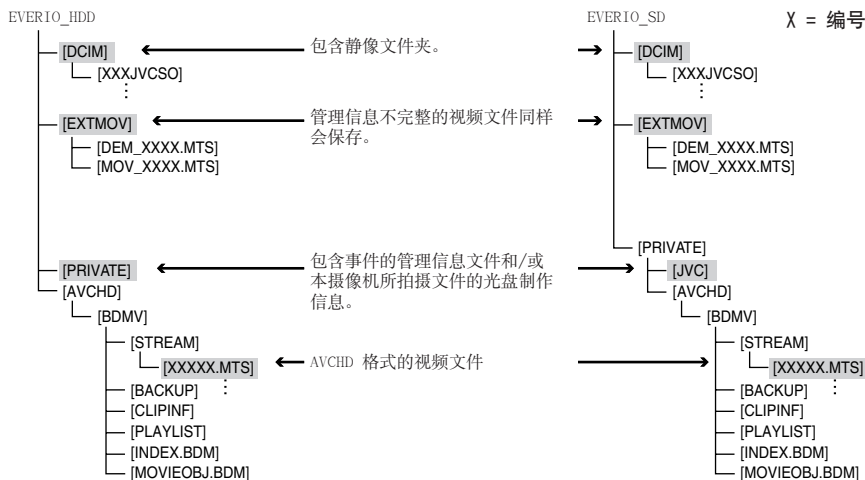 EVERIO_HDD
[DCIM]
[XXXJVCSO]
[EXTMOV]
[DEM_XXXX.MTS]
[MOV_XXXX.MTS]
[PRIVATE]
[AVCHD]
[BDMV]
[STREAM]
[XXXXX.MTS]
[BACKUP]
[CLIPINF]
[PLAYLIST]
[INDEX.BDM]
[MOVIEOBJ.BDM]
包含静像文件夹。
管理信息不完整的视频文件同样
会保存。
包含事件的管理信息文件和/或
本摄像机所拍摄文件的光盘制作
信息。
AVCHD 格式的视频文件
EVERIO_SD
X = 编号
[DCIM]
[XXXJVCSO]
[EXTMOV]
[DEM_XXXX.MTS]
[MOV_XXXX.MTS]
[PRIVATE]
[JVC]
[AVCHD]
[BDMV]
[STREAM]
[XXXXX.MTS]
[BACKUP]
[CLIPINF]
[PLAYLIST]
[INDEX.BDM]
[MOVIEOBJ.BDM]